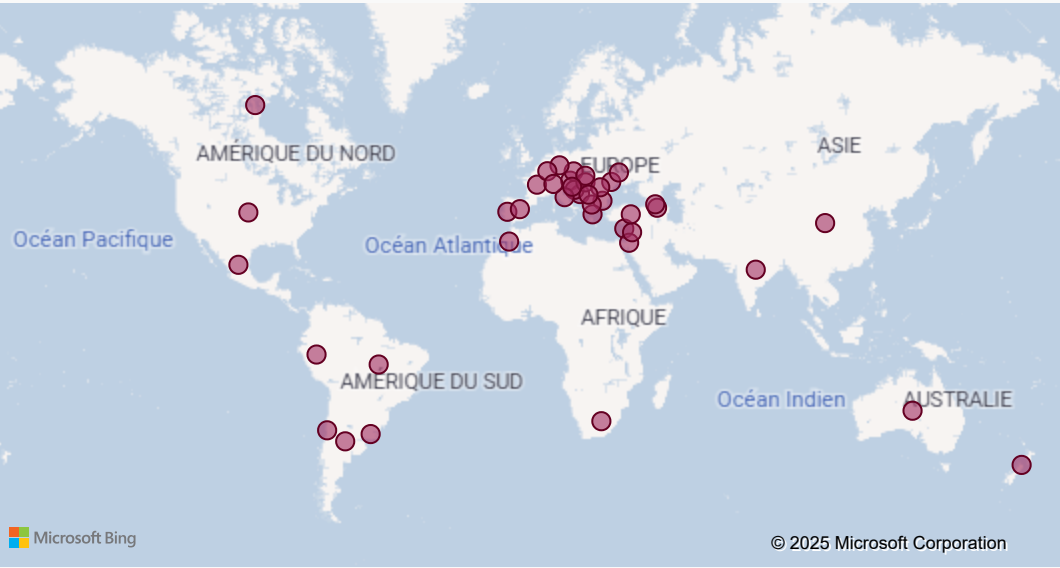 ASIE
AMÉRIQUE DU NORD
EUROPE
Océan Pacifique
Océan Atlantique
AFRIQUE
AMÉRIQUE DU SUD
Océan Indien
AUSTRALIE
Microsoft Bing
© 2025 Microsoft Corporation